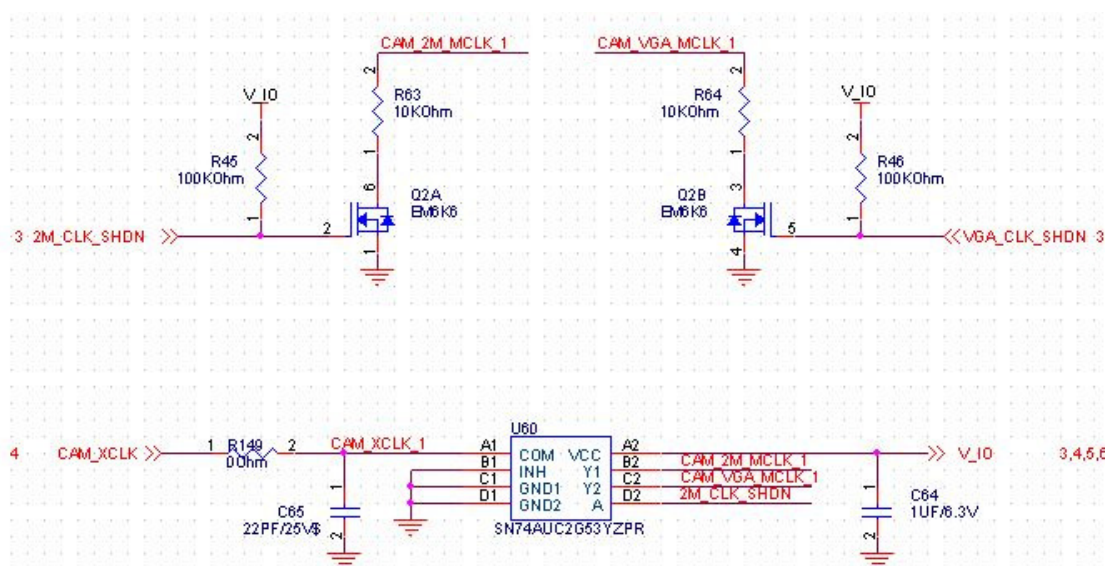 CAM_2M_MCLK_1
CAM_VGA_MCLK_1
2
2
V_IO
R63
10KOhm
R64
10KOhm
V_IO
2
R45
100KOhm
1
1
2
R46
100KOhm
1
6
Q2A
EM6K6
3
Q2B
EM6K6
1
3 2M_CLK_SHDN
2
1
4
5
VGA_CLK_SHDN 3
U60
4 CAM_XCLK
1 R149 2
0Ohm
CAM_XCLK_1
A1 COM VCC A2
V_IO 3,4,5,6
B1 INH Y1 B2 CAM_2M_MCLK_1
C1 GND1 Y2 C2 CAM_VGA_MCLK_1
D1 GND2 A D2 2M_CLK_SHDN
SN74AUC2G53YZPR
1
C65
22PF/25V$
2
1
C64
1UF/6.3V
2